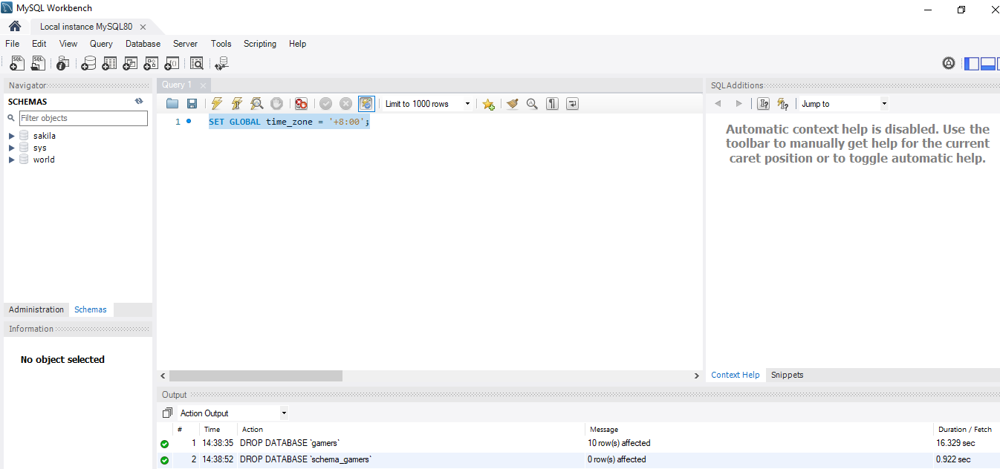 MySQL Workbench
Local instance MySQL80
File Edit View Query Database Server Tools Scripting Help
Navigator
SCHEMAS
Filter objects
sakila
sys
world
Administration Schemas
Information
No object selected
Query 1
Limit to 1000 rows
1 SET GLOBAL time_zone = '+8:00';
SQLAdditions
Jump to
Automatic context help is disabled. Use the
toolbar to manually get help for the current
caret position or to toggle automatic help.
Context Help Snippets
Output
Action Output
# Time Action Message Duration / Fetch
1 14:38:35 DROP DATABASE `gamers` 10 row(s) affected 16.329 sec
2 14:38:52 DROP DATABASE `schema_gamers` 0 row(s) affected 0.922 sec